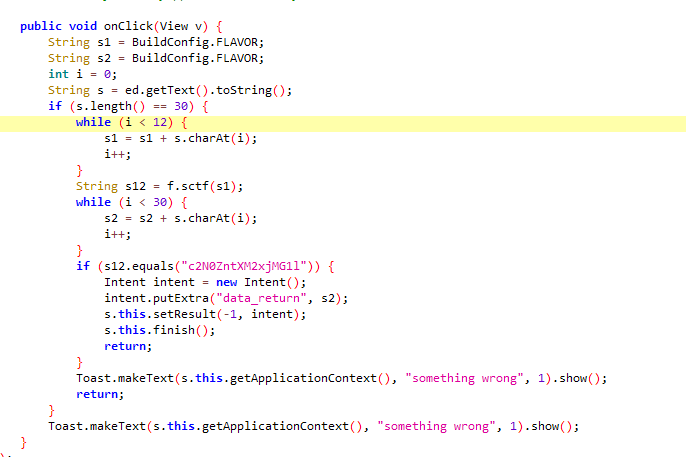 public void onClick(View v) {
String s1 = BuildConfig.FLAVOR;
String s2 = BuildConfig.FLAVOR;
int i = 0;
String s = ed.getText().toString();
if (s.length() == 30) {
while (i < 12) {
s1 = s1 + s.charAt(i);
i++;
}
String s12 = f.sctf(s1);
while (i < 30) {
s2 = s2 + s.charAt(i);
i++;
}
if (s12.equals("c2N0ZntXM2xjMG1l")) {
Intent intent = new Intent();
intent.putExtra("data_return", s2);
s.this.setResult(-1, intent);
s.this.finish();
return;
}
Toast.makeText(s.this.getApplicationContext(), "something wrong", 1).show();
return;
}
Toast.makeText(s.this.getApplicationContext(), "something wrong", 1).show();
}